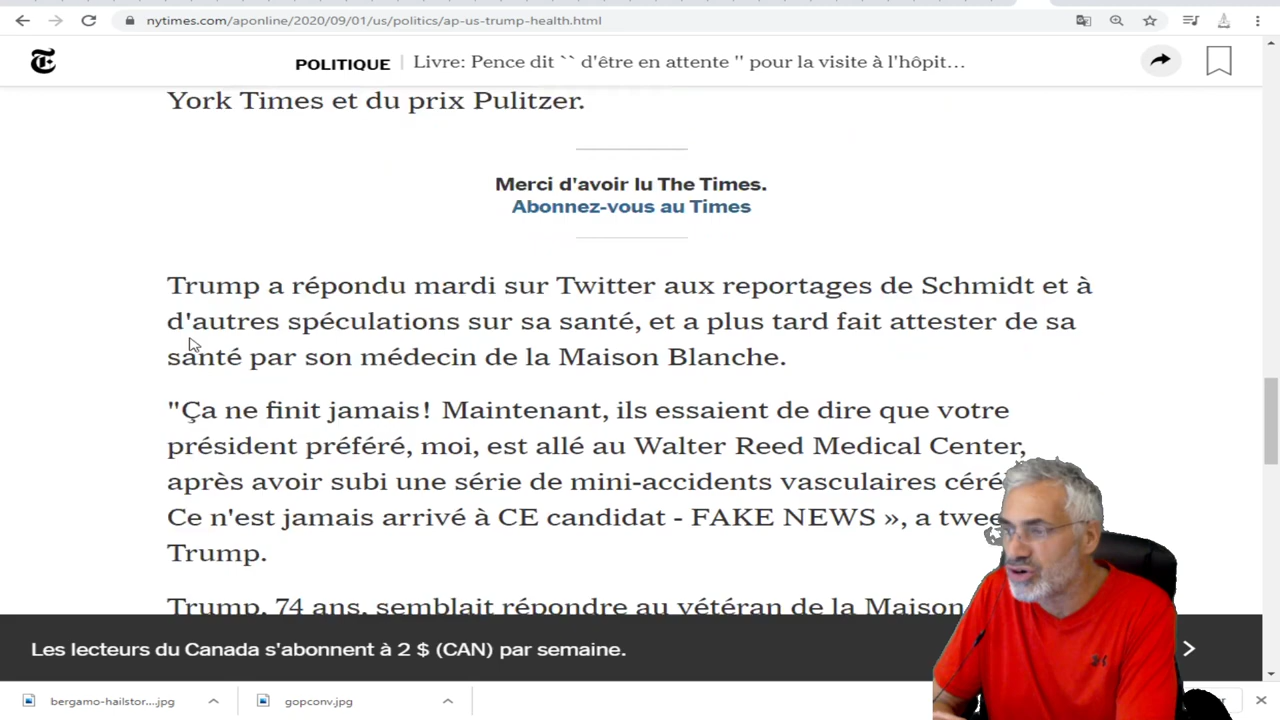 nytimes.com/aponline/2020/09/01/us/politics/ap-us-trump-health.html
POLITIQUE | Livre: Pence dit `` d'être en attente '' pour la visite à l'hôpit…
York Times et du prix Pulitzer.
Merci d'avoir lu The Times.
Abonnez-vous au Times
Trump a répondu mardi sur Twitter aux reportages de Schmidt et à
d'autres spéculations sur sa santé, et a plus tard fait attester de sa
santé par son médecin de la Maison Blanche.
"Ça ne finit jamais! Maintenant, ils essaient de dire que votre
président préféré, moi, est allé au Walter Reed Medical Center,
après avoir subi une série de mini-accidents vasculaires
Ce n'est jamais arrivé à CE candidat - FAKE NEWS », a
Trump.
Trump, 74 ans, semblait répondre au vétéran de la Maison
Les lecteurs du Canada s'abonnent à 2 $ (CAN) par semaine.
bergamo-hailstor....jpg
gopconv.jpg